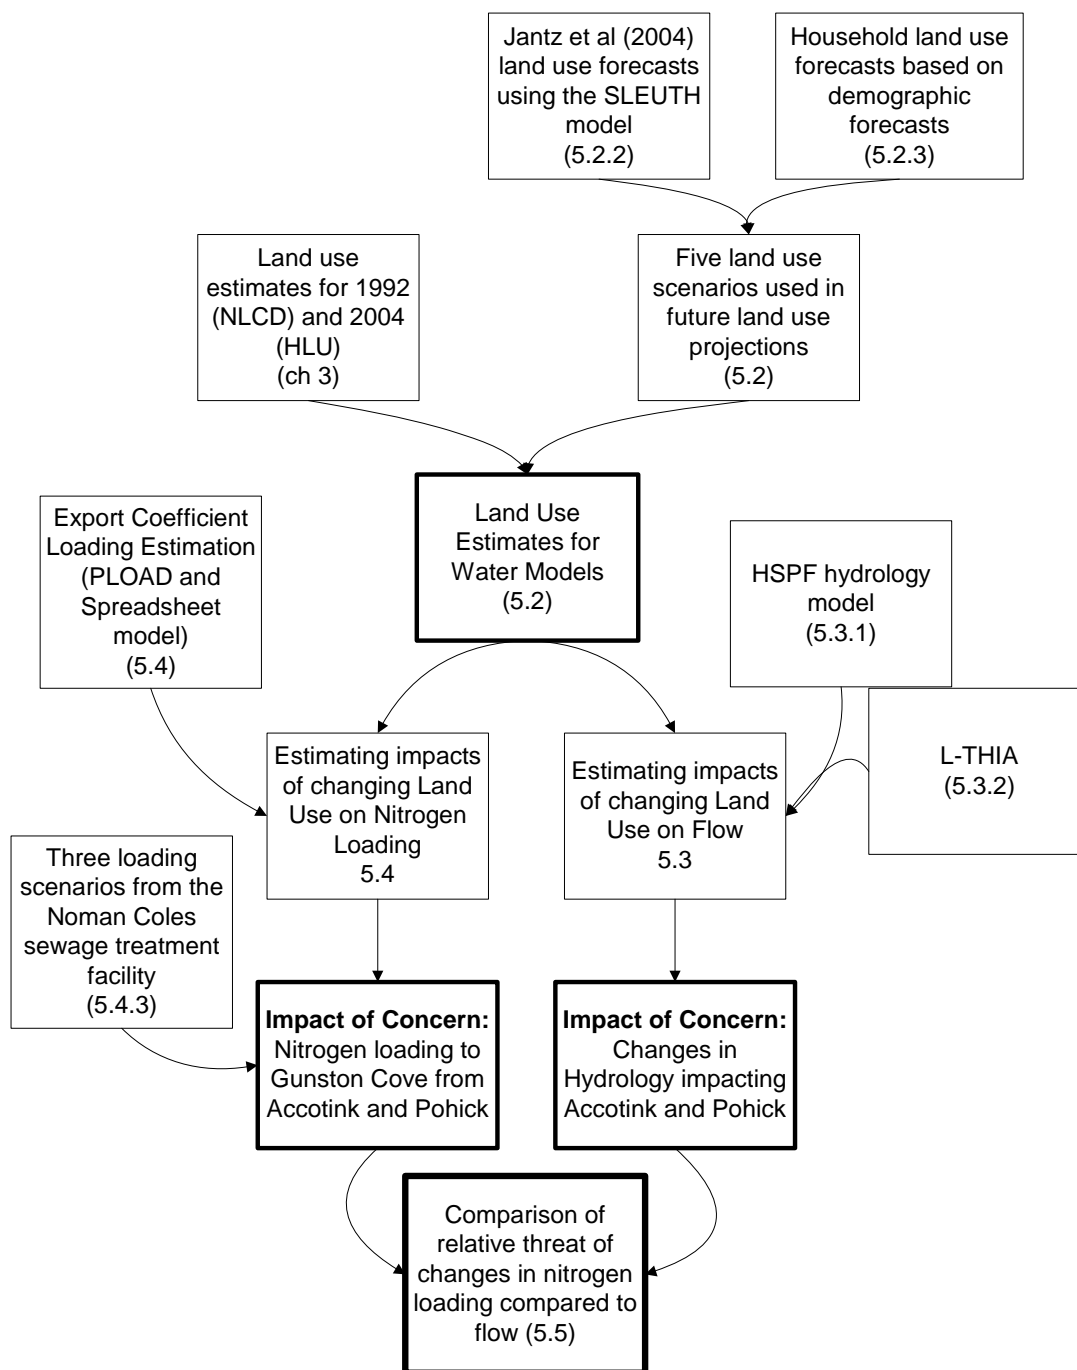 Jantz et al (2004)
land use forecasts
using the SLEUTH
model
(5.2.2)
Household land use
forecasts based on
demographic
forecasts
(5.2.3)
Land use
estimates for 1992
(NLCD) and 2004
(HLU)
(ch 3)
Five land use
scenarios used in
future land use
projections
(5.2)
Export Coefficient
Loading Estimation
(PLOAD and
Spreadsheet
model)
(5.4)
Land Use
Estimates for
Water Models
(5.2)
HSPF hydrology
model
(5.3.1)
L-THIA
(5.3.2)
Estimating impacts
of changing Land
Use on Nitrogen
Loading
5.4
Estimating impacts
of changing Land
Use on Flow
5.3
Three loading
scenarios from the
Noman Coles
sewage treatment
facility
(5.4.3)
Impact of Concern:
Nitrogen loading to
Gunston Cove from
Accotink and Pohick
Impact of Concern:
Changes in
Hydrology impacting
Accotink and Pohick
Comparison of
relative threat of
changes in nitrogen
loading compared to
flow (5.5)